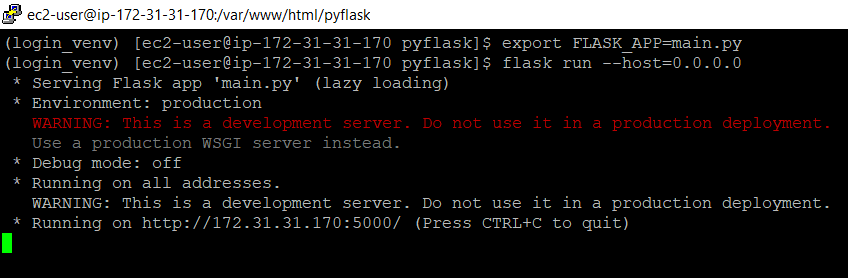 ec2-user@ip-172-31-31-170:/var/www/html/pyflask
(login_venv) [ec2-user@ip-172-31-31-170 pyflask]$ export FLASK_APP=main.py
(login_venv) [ec2-user@ip-172-31-31-170 pyflask]$ flask run --host=0.0.0.0
 * Serving Flask app 'main.py' (lazy loading)
 * Environment: production
   WARNING: This is a development server. Do not use it in a production deployment.
   Use a production WSGI server instead.
 * Debug mode: off
 * Running on all addresses.
   WARNING: This is a development server. Do not use it in a production deployment.
 * Running on http://172.31.31.170:5000/ (Press CTRL+C to quit)